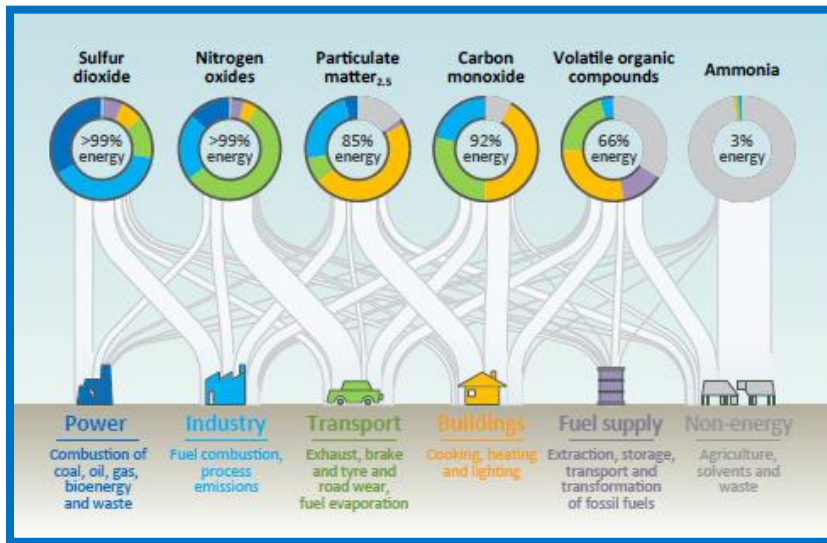 Sulfur
dioxide
Nitrogen
oxides
Particulate
matter2.5
Carbon
monoxide
Volatile organic
compounds
Ammonia
>99%
energy
>99%
energy
85%
energy
92%
energy
66%
energy
3%
energy
Power
Combustion of
coal, oil, gas,
bioenergy
and waste
Industry
Fuel combustion,
process
emissions
Transport
Exhaust, brake
and tyre and
road wear,
fuel evaporation
Buildings
Cooking, heating
and lighting
Fuel supply
Extraction, storage,
transport and
transformation
of fossil fuels
Non-energy
Agriculture,
solvents and
waste